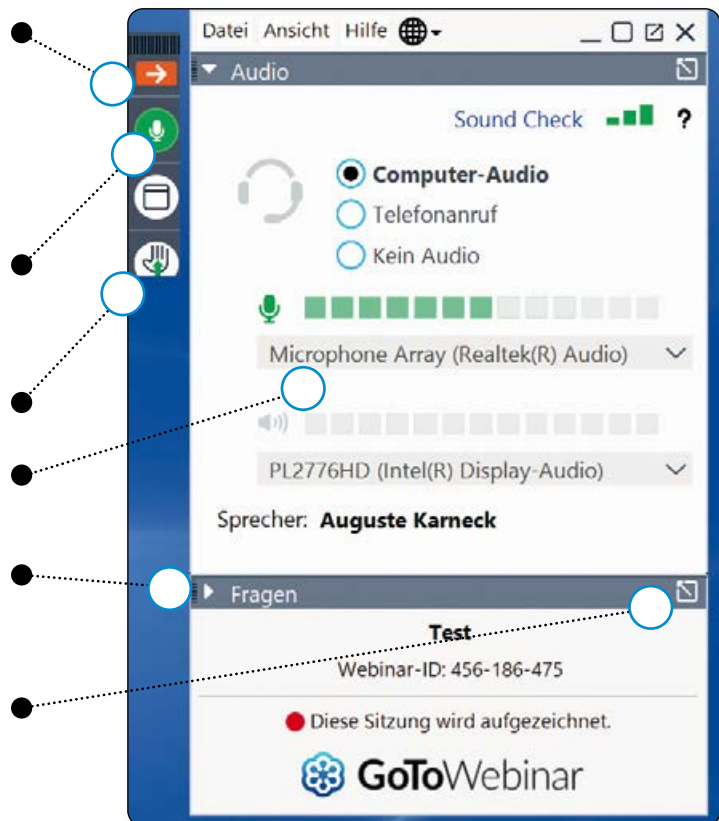 Datei Ansicht Hilfe
Audio
Sound Check ?
Computer-Audio
Telefonanruf
Kein Audio
Microphone Array (Realtek(R) Audio)
PL2776HD (Intel(R) Display-Audio)
Sprecher: Auguste Karneck
Fragen
Test
Webinar-ID: 456-186-475
Diese Sitzung wird aufgezeichnet.
GoToWebinar